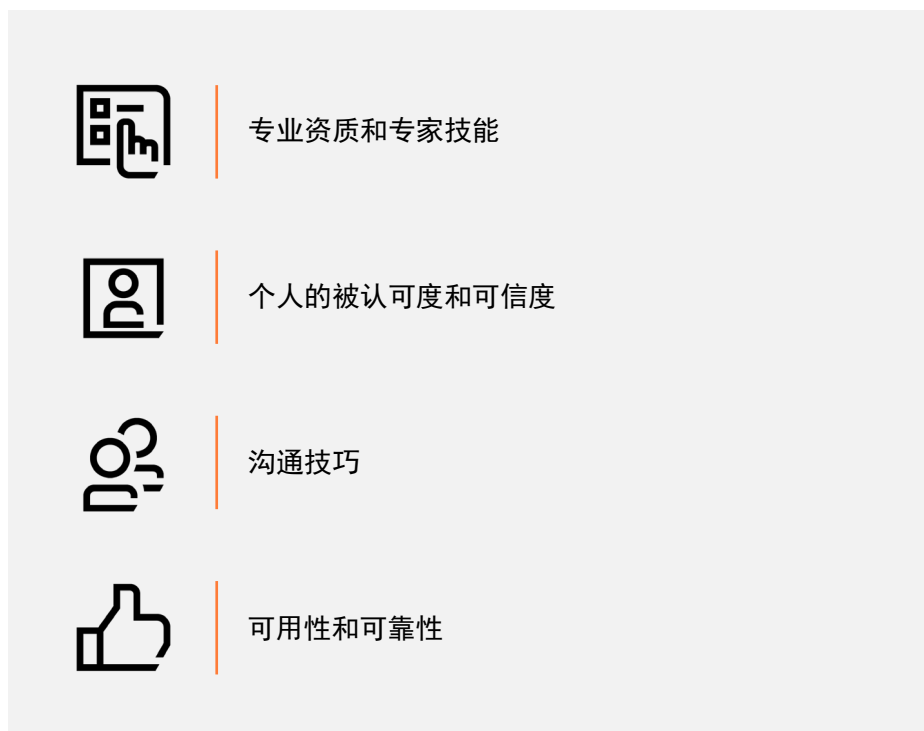 专业资质和专家技能
个人的被认可度和可信度
沟通技巧
可用性和可靠性